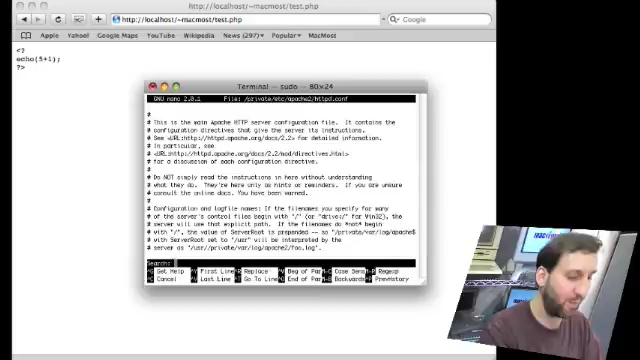 http://localhost/~macmost/test.php
http://localhost/~macmost/test.php
Google
Apple Yahoo! Google Maps YouTube Wikipedia News (297) Popular MacMost
<?
echo(5+1);
?>
Terminal — sudo — 80×24
GNU nano 2.0.1 File: /private/etc/apache2/httpd.conf
#
# This is the main Apache HTTP server configuration file. It contains the
# configuration directives that give the server its instructions.
# See <URL:http://httpd.apache.org/docs/2.2> for detailed information.
# In particular, see
# <URL:http://httpd.apache.org/docs/2.2/mod/directives.html>
# for a discussion of each configuration directive.
#
# Do NOT simply read the instructions in here without understanding
# what they do. They're here only as hints or reminders. If you are unsure
# consult the online docs. You have been warned.
#
# Configuration and logfile names: If the filenames you specify for many
# of the server's control files begin with "/" (or "drive:/" for Win32), the
# server will use that explicit path. If the filenames do *not* begin
# with "/", the value of ServerRoot is prepended -- so "/private/var/log/apache$
# with ServerRoot set to "/usr" will be interpreted by the
# server as "/usr//private/var/log/apache2/foo.log".
Search:
^G Get Help ^Y First Line ^R Replace ^W Beg of Par M-C Case Sens M-R Regexp
^C Cancel ^V Last Line ^T Go To Line ^O End of Par M-B Backwards ^P PrevHistory